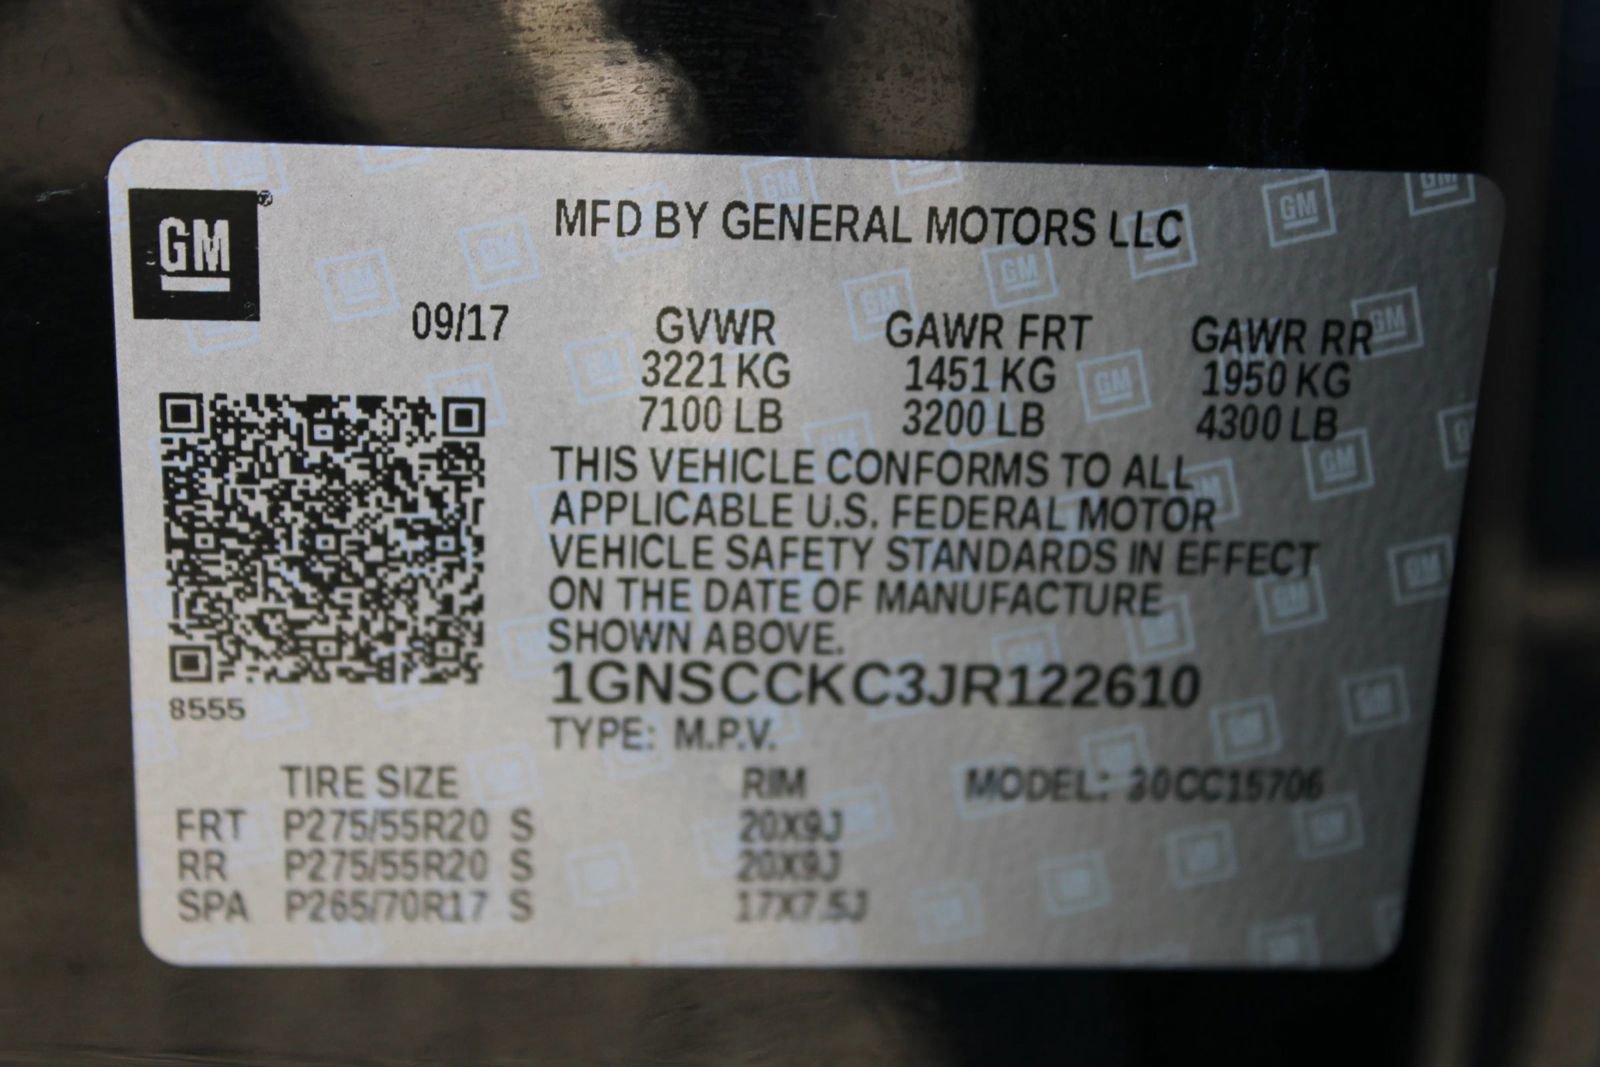 GM
MFD BY GENERAL MOTORS LLC
09/17 GVWR GAWR FRT GAWR RR
3221 KG 1451 KG 1950 KG
7100 LB 3200 LB 4300 LB
THIS VEHICLE CONFORMS TO ALL
APPLICABLE U.S. FEDERAL MOTOR
VEHICLE SAFETY STANDARDS IN EFFECT
ON THE DATE OF MANUFACTURE
SHOWN ABOVE.
1GNSCCKC3JR122610
8555
TYPE: M.P.V.
TIRE SIZE RIM MODEL: 30CC15706
FRT P275/55R20 S 20X9J
RR P275/55R20 S 20X9J
SPA P265/70R17 S 17X7.5J